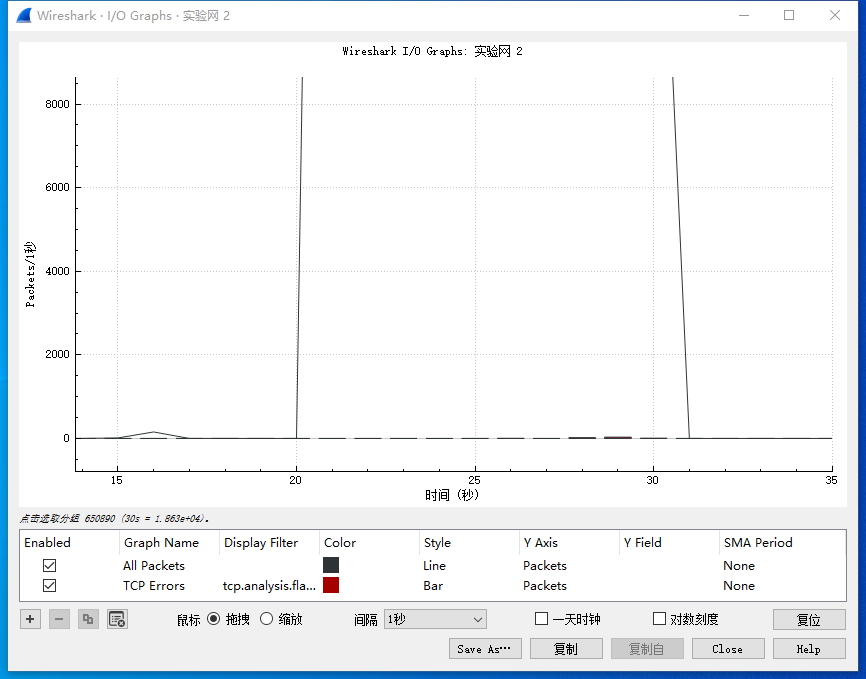 Wireshark · I/O Graphs · 实验网 2
Wireshark I/O Graphs: 实验网 2
8000
6000
4000
2000
0
Packets/1秒
15 20 25 30 35
时间 (秒)
点击选取分组 650890 (30s = 1.863e+04).
Enabled Graph Name Display Filter Color Style Y Axis Y Field SMA Period
All Packets Line Packets None
TCP Errors tcp.analysis.fla... Bar Packets None
鼠标 拖拽 缩放 间隔 1秒 一天时钟 对数刻度 复位
Save As… 复制 复制自 Close Help